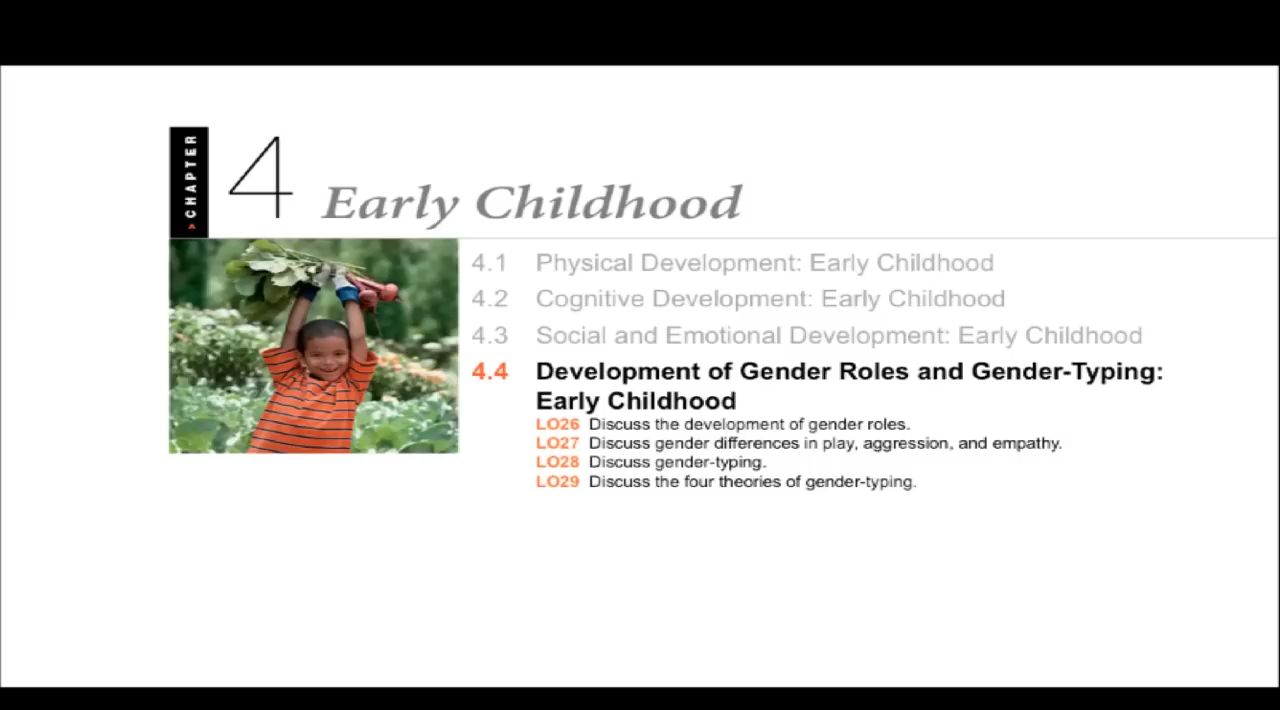 CHAPTER
4
Early Childhood
4.1 Physical Development: Early Childhood
4.2 Cognitive Development: Early Childhood
4.3 Social and Emotional Development: Early Childhood
4.4 Development of Gender Roles and Gender-Typing:
Early Childhood
LO26 Discuss the development of gender roles.
LO27 Discuss gender differences in play, aggression, and empathy.
LO28 Discuss gender-typing.
LO29 Discuss the four theories of gender-typing.